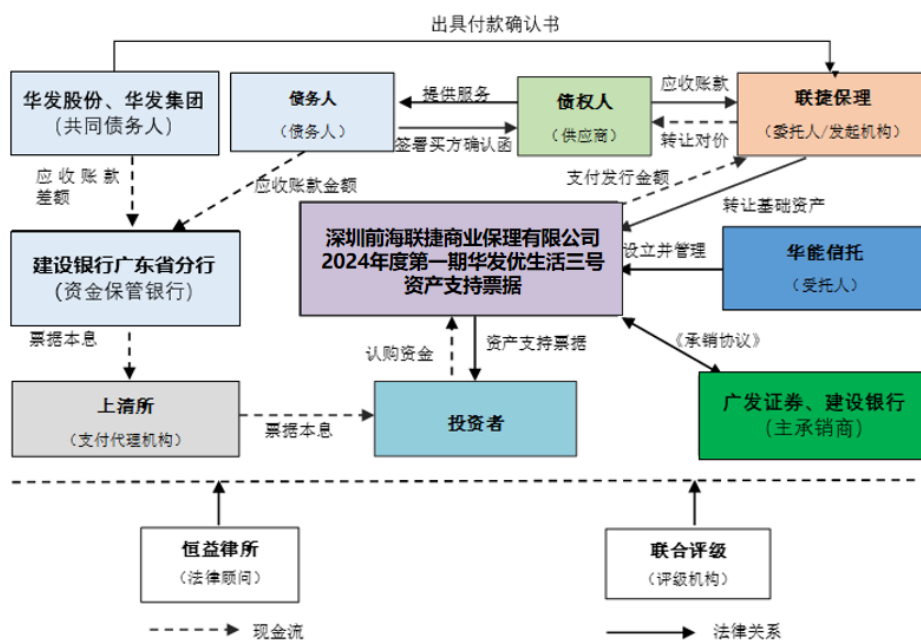 出具付款确认书
华发股份、华发集团
（共同债务人）
债务人
（债务人）
提供服务
签署买方确认函
债权人
（供应商）
应收账款
转让对价
联捷保理
（委托人/发起机构）
应收账款
差额
应收账款金额
支付发行金额
转让基础资产
建设银行广东省分行
（资金保管银行）
深圳前海联捷商业保理有限公司
2024年度第一期华发优生活三号
资产支持票据
设立并管理
华能信托
（受托人）
票据本息
认购资金
资产支持票据
《承销协议》
上清所
（支付代理机构）
票据本息
投资者
广发证券、建设银行
（主承销商）
恒益律所
（法律顾问）
联合评级
（评级机构）
现金流
法律关系